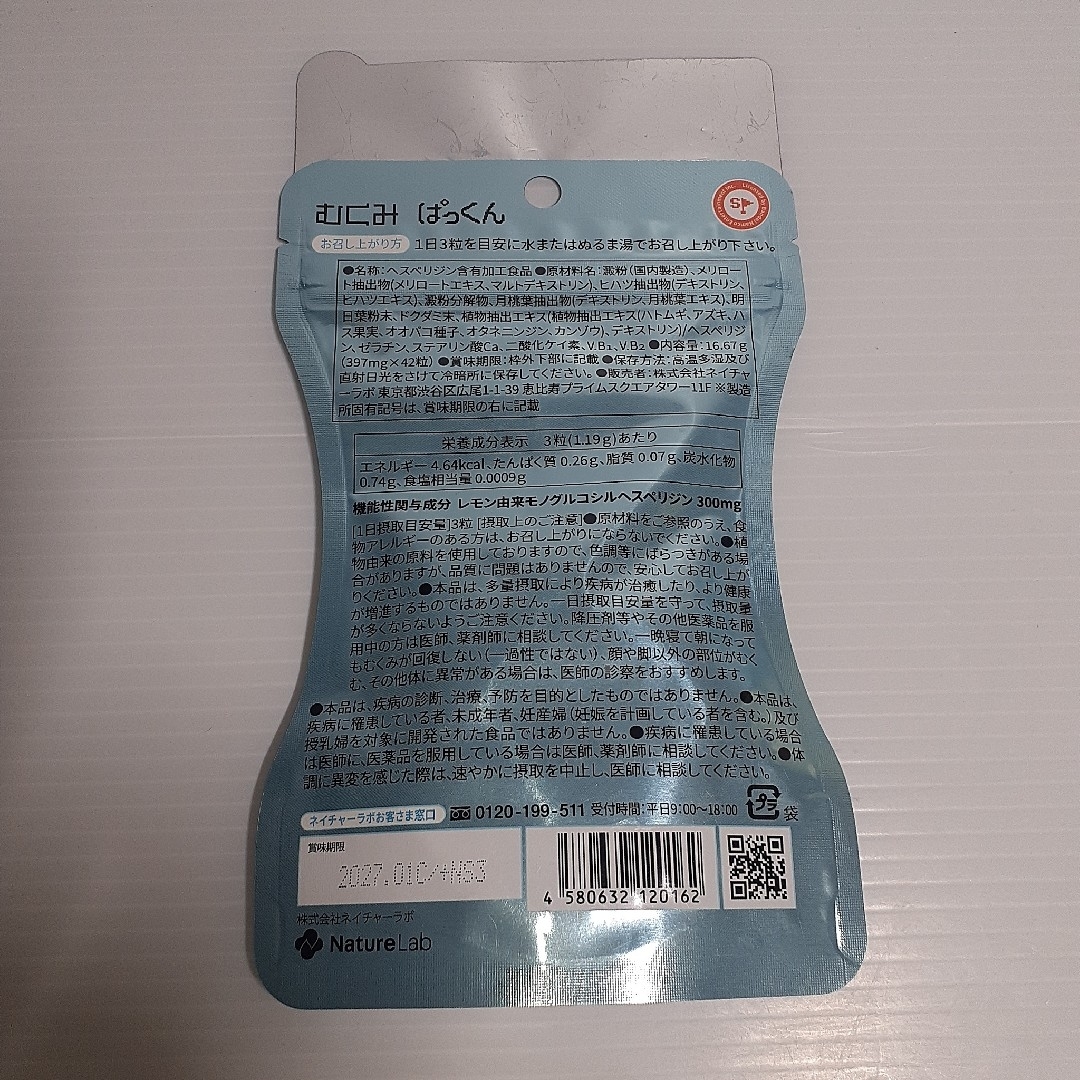 むくみ ぱっくん
Licensed by Bandai Namco Entertainment Inc.
お召し上がり方 1日3粒を目安に水またはぬるま湯でお召し上がり下さい。
●名称：ヘスペリジン含有加工食品 ●原材料名：澱粉（国内製造）、メリロー
ト抽出物(メリロートエキス、マルトデキストリン)、ヒハツ抽出物(デキストリン、
ヒハツエキス)、澱粉分解物、月桃葉抽出物(デキストリン、月桃葉エキス)、明
日葉粉末、ドクダミ末、植物抽出エキス(植物抽出エキス(ハトムギ、アズキ、ハ
ス果実、オオバコ種子、オタネニンジン、カンゾウ)、デキストリン)/ヘスペリジ
ン、ゼラチン、ステアリン酸Ca、二酸化ケイ素、V.B₁、V.B₂ ●内容量：16.67g
(397mg×42粒) ●賞味期限：枠外下部に記載 ●保存方法：高温多湿及び
直射日光をさけて冷暗所に保存してください。●販売者：株式会社ネイチャ
ーラボ 東京都渋谷区広尾1-1-39 恵比寿プライムスクエアタワー11F ※製造
所固有記号は、賞味期限の右に記載
栄養成分表示 3粒(1.19g)あたり
エネルギー 4.64kcal、たんぱく質 0.26g、脂質 0.07g、炭水化物
0.74g、食塩相当量 0.0009g
機能性関与成分 レモン由来モノグルコシルヘスペリジン 300mg
[1日摂取目安量]3粒 [摂取上のご注意]●原材料をご参照のうえ、食
物アレルギーのある方は、お召し上がりにならないでください。●植
物由来の原料を使用しておりますので、色調等にばらつきがある場
合がありますが、品質に問題はありませんので、安心してお召し上が
りください。●本品は、多量摂取により疾病が治癒したり、より健康
が増進するものではありません。一日摂取目安量を守って、摂取量
が多くならないようご注意ください。降圧剤等やその他医薬品を服
用中の方は医師、薬剤師に相談してください。一晩寝て朝になって
もむくみが回復しない（一過性ではない）、顔や脚以外の部位がむく
む、その他体に異常がある場合は、医師の診察をおすすめします。
●本品は、疾病の診断、治療、予防を目的としたものではありません。●本品は、
疾病に罹患している者、未成年者、妊産婦（妊娠を計画している者を含む。）及び
授乳婦を対象に開発された食品ではありません。●疾病に罹患している場合
は医師に、医薬品を服用している場合は医師、薬剤師に相談してください。●体
調に異変を感じた際は、速やかに摂取を中止し、医師に相談してください。
ネイチャーラボお客さま窓口 0120-199-511 受付時間：平日9:00〜18:00 プラ 袋
賞味期限
2027.01C/+NS3
4 580632 120162
株式会社ネイチャーラボ
NatureLab